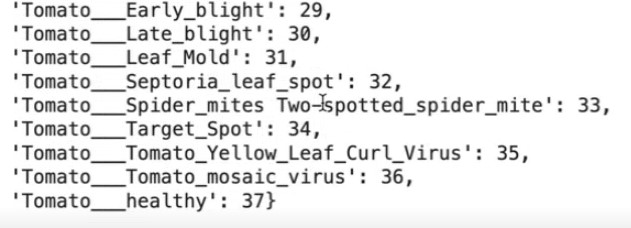 'Tomato___Early_blight': 29,
'Tomato___Late_blight': 30,
'Tomato___Leaf_Mold': 31,
'Tomato___Septoria_leaf_spot': 32,
'Tomato___Spider_mites Two-spotted_spider_mite': 33,
'Tomato___Target_Spot': 34,
'Tomato___Tomato_Yellow_Leaf_Curl_Virus': 35,
'Tomato___Tomato_mosaic_virus': 36,
'Tomato___healthy': 37}